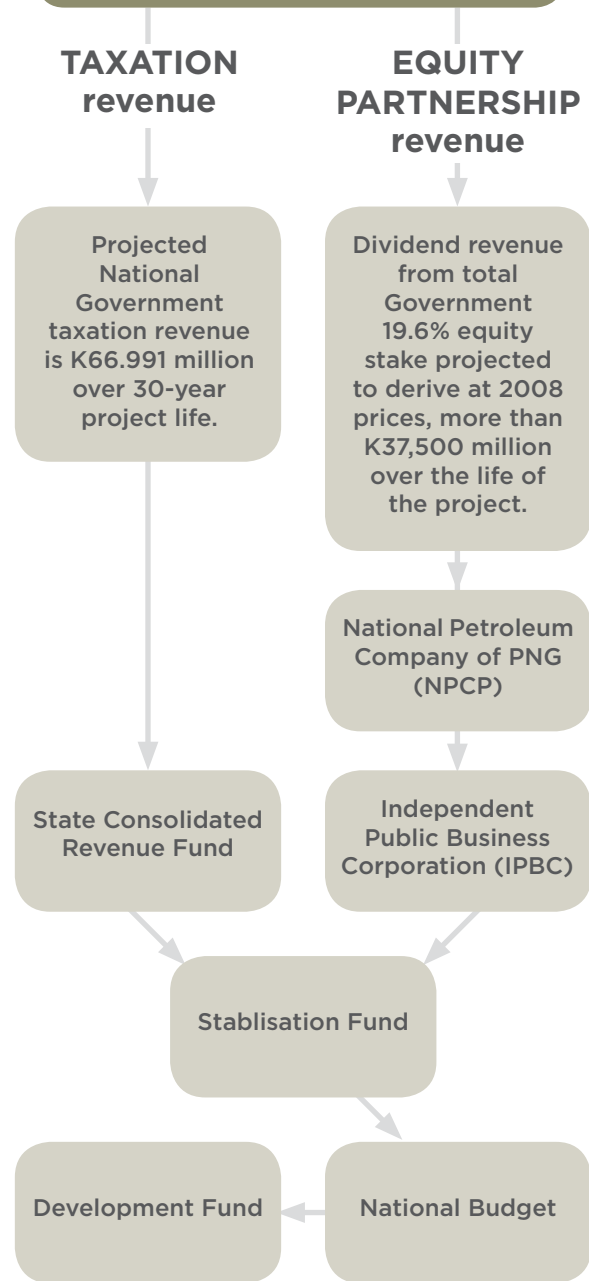 TAXATION
revenue
EQUITY
PARTNERSHIP
revenue
Projected
National
Government
taxation revenue
is K66.991 million
over 30-year
project life.
Dividend revenue
from total
Government
19.6% equity
stake projected
to derive at 2008
prices, more than
K37,500 million
over the life of
the project.
National Petroleum
Company of PNG
(NPCP)
State Consolidated
Revenue Fund
Independent
Public Business
Corporation (IPBC)
Stablisation Fund
Development Fund
National Budget